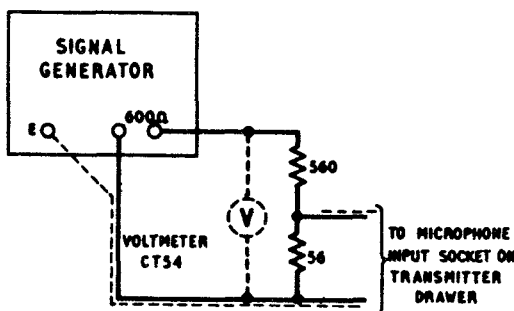 SIGNAL
GENERATOR
600Ω
E
560
V
VOLTMETER
CT54
56
TO MICROPHONE
INPUT SOCKET ON
TRANSMITTER
DRAWER